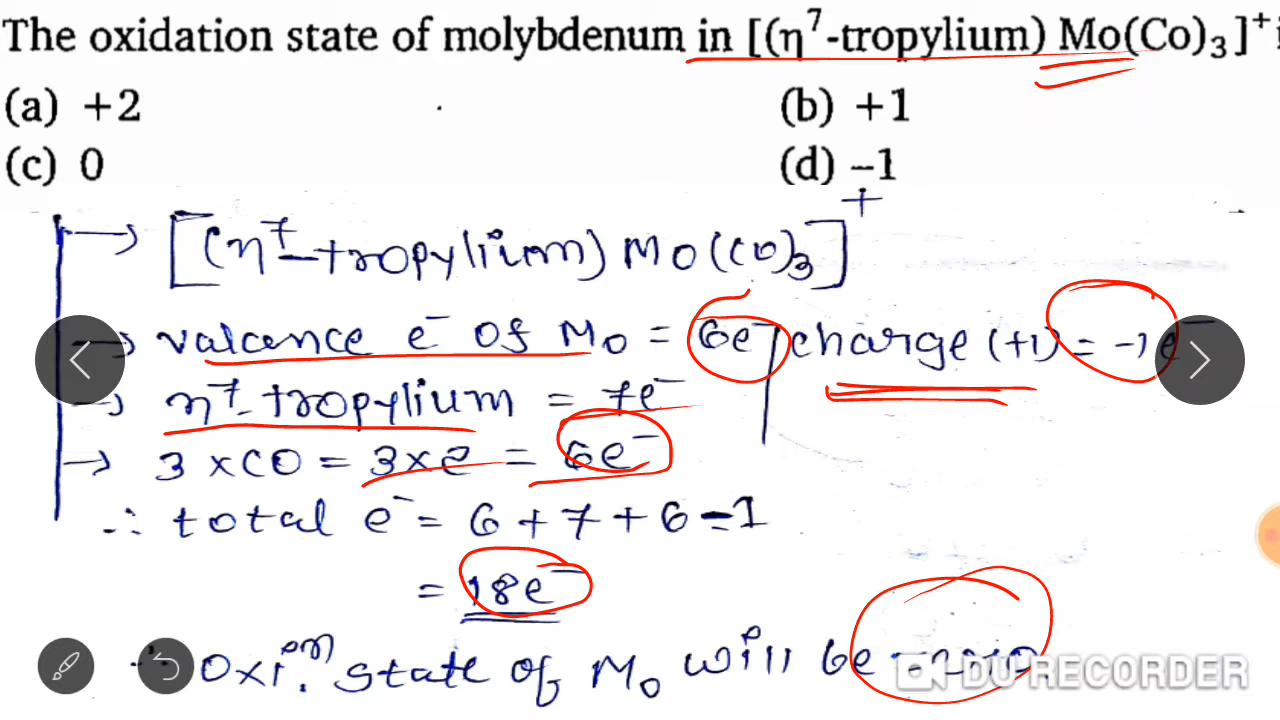 The oxidation state of molybdenum in [(η⁷-tropylium) Mo(Co)₃]⁺ i
(a) +2
(b) +1
(c) 0
(d) –1
→ [(η⁷-tropylium) Mo(CO)₃]⁺
→ valcence e⁻ of Mo = 6e⁻ charge (+1) = -1e⁻
→ η⁷-tropylium = 7e⁻
→ 3 × CO = 3×2 = 6e⁻
∴ total e⁻ = 6 + 7 + 6 - 1
= 18e⁻
oxiᵒⁿ. state of Mo will be
DU RECORDER